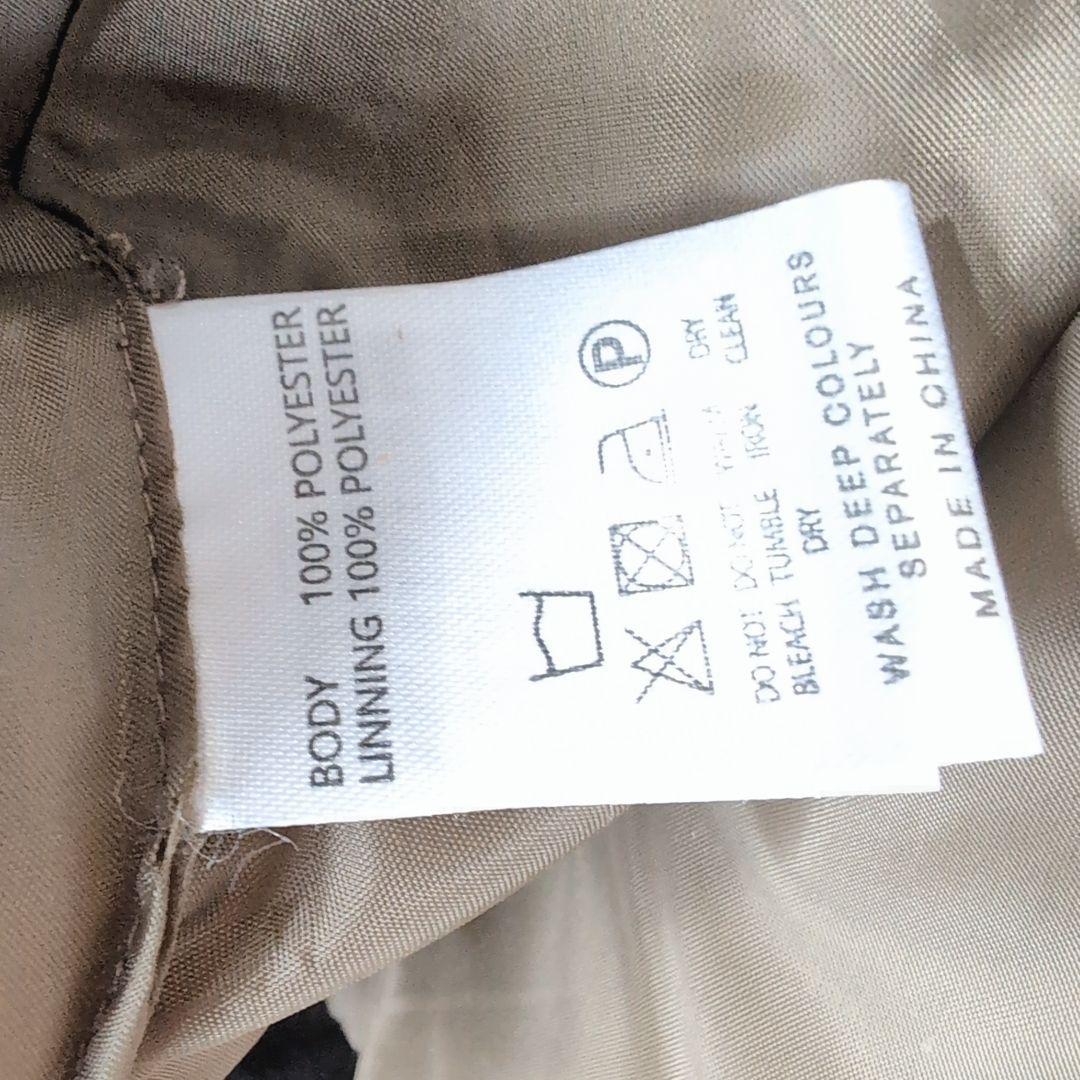 BODY 100% POLYESTER
LINNING 100% POLYESTER
P
DO NOT DO NOT DRY
BLEACH TUMBLE IRON CLEAN
DRY
WASH DEEP COLOURS
SEPARATELY
MADE IN CHINA